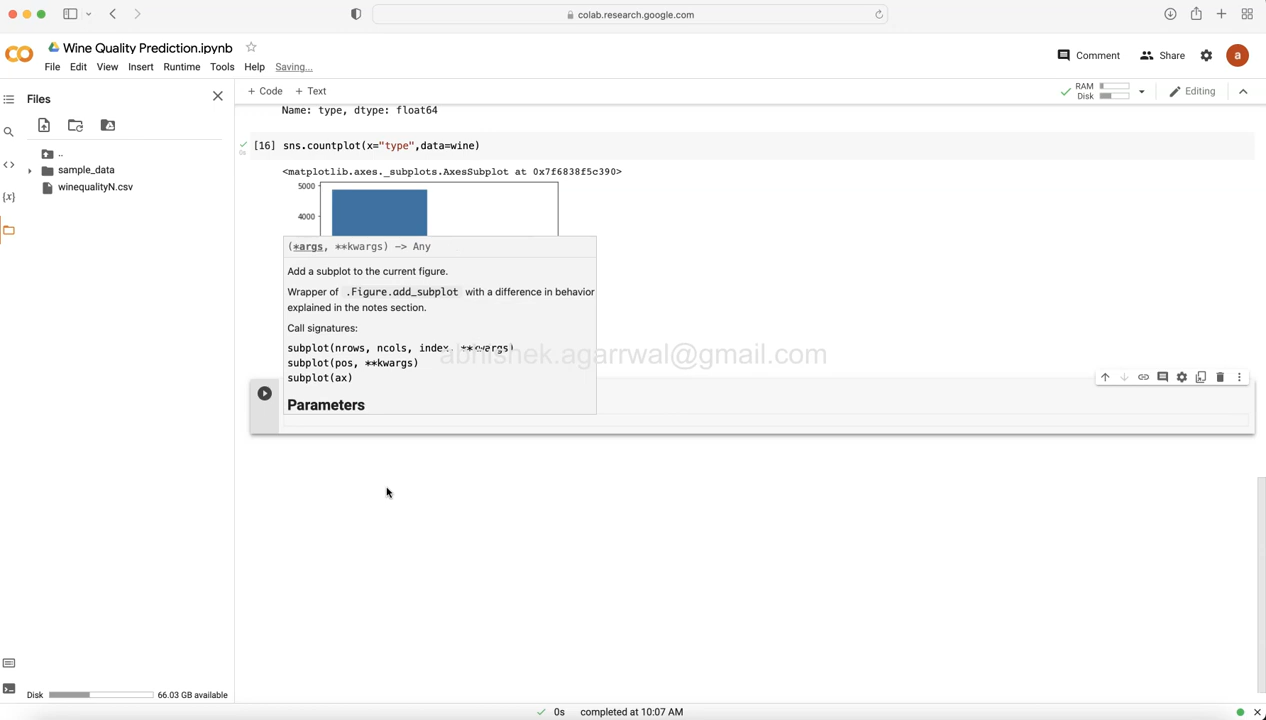 colab.research.google.com
Wine Quality Prediction.ipynb
File Edit View Insert Runtime Tools Help Saving...
Comment
Share
a
Files
+ Code + Text
RAM
Disk
Editing
..
sample_data
winequalityN.csv
Name: type, dtype: float64
[16] sns.countplot(x="type",data=wine)
0s
<matplotlib.axes._subplots.AxesSubplot at 0x7f6838f5c390>
5000
4000
(*args, **kwargs) -> Any
Add a subplot to the current figure.
Wrapper of .Figure.add_subplot with a difference in behavior
explained in the notes section.
Call signatures:
subplot(nrows, ncols, index, **kwargs)
subplot(pos, **kwargs)
subplot(ax)
Parameters
abhishek.agarrwal@gmail.com
Disk 66.03 GB available
0s completed at 10:07 AM